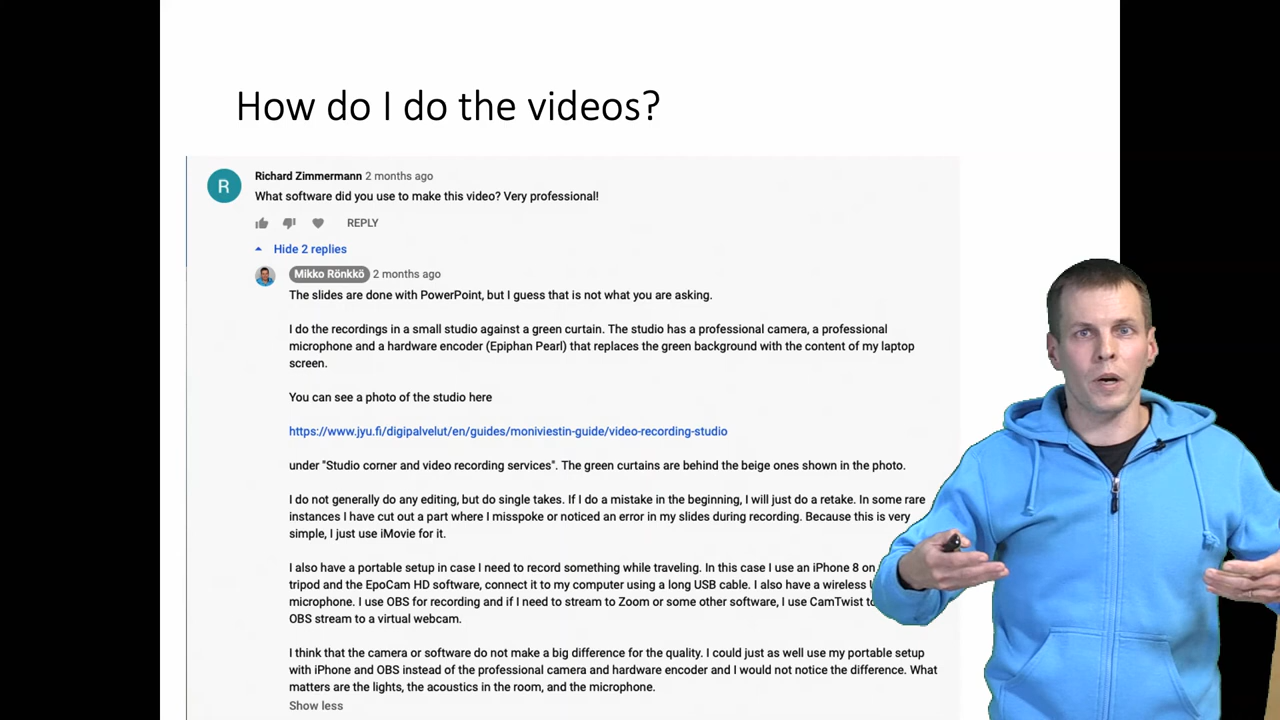 How do I do the videos?
R
Richard Zimmermann 2 months ago
What software did you use to make this video? Very professional!
REPLY
Hide 2 replies
Mikko Rönkkö 2 months ago
The slides are done with PowerPoint, but I guess that is not what you are asking.
I do the recordings in a small studio against a green curtain. The studio has a professional camera, a professional
microphone and a hardware encoder (Epiphan Pearl) that replaces the green background with the content of my laptop
screen.
You can see a photo of the studio here
https://www.jyu.fi/digipalvelut/en/guides/moniviestin-guide/video-recording-studio
under "Studio corner and video recording services". The green curtains are behind the beige ones shown in the photo.
I do not generally do any editing, but do single takes. If I do a mistake in the beginning, I will just do a retake. In some rare
instances I have cut out a part where I misspoke or noticed an error in my slides during recording. Because this is very
simple, I just use iMovie for it.
I also have a portable setup in case I need to record something while traveling. In this case I use an iPhone 8 on
tripod and the EpoCam HD software, connect it to my computer using a long USB cable. I also have a wireless
microphone. I use OBS for recording and if I need to stream to Zoom or some other software, I use CamTwist
OBS stream to a virtual webcam.
I think that the camera or software do not make a big difference for the quality. I could just as well use my portable setup
with iPhone and OBS instead of the professional camera and hardware encoder and I would not notice the difference. What
matters are the lights, the acoustics in the room, and the microphone.
Show less